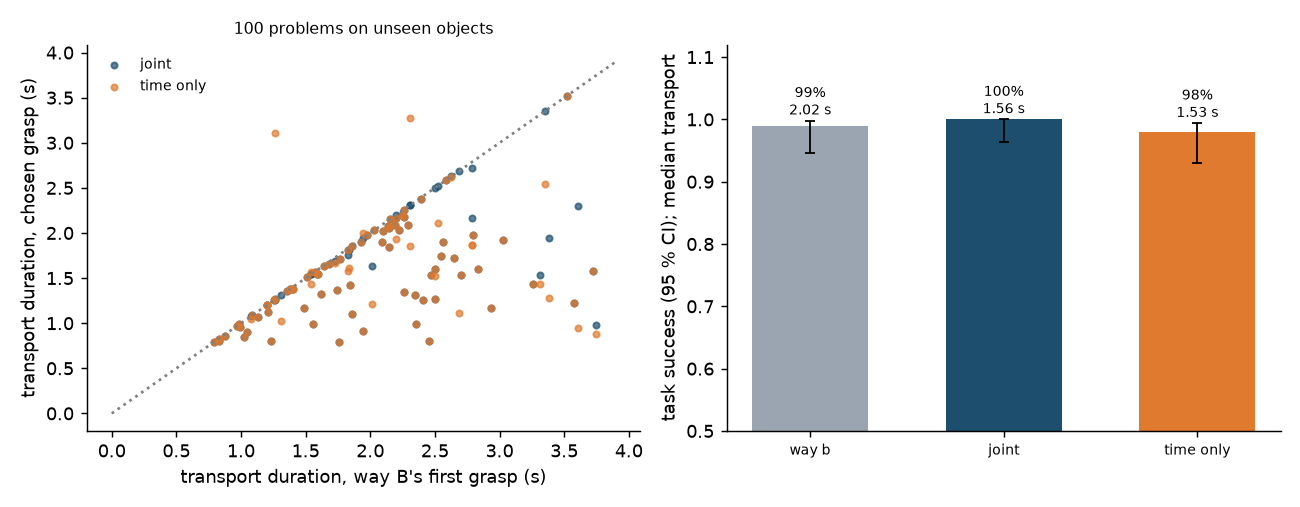 100 problems on unseen objects
joint
time only
transport duration, chosen grasp (s)
4.0
3.5
3.0
2.5
2.0
1.5
1.0
0.5
0.0
0.0 0.5 1.0 1.5 2.0 2.5 3.0 3.5 4.0
transport duration, way B's first grasp (s)
task success (95 % CI); median transport
1.1
1.0
0.9
0.8
0.7
0.6
0.5
99%
2.02 s
100%
1.56 s
98%
1.53 s
way b joint time only